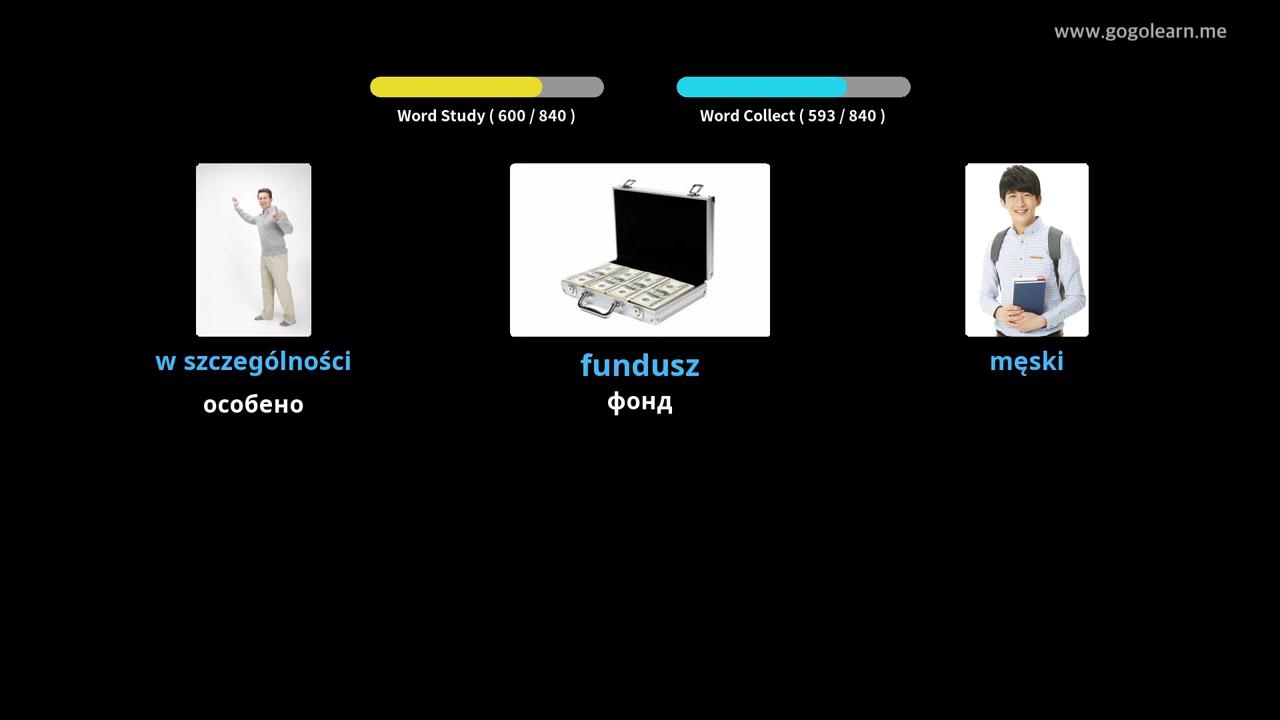 www.gogolearn.me
Word Study ( 600 / 840 )
Word Collect ( 593 / 840 )
w szczególności
особено
fundusz
фонд
męski